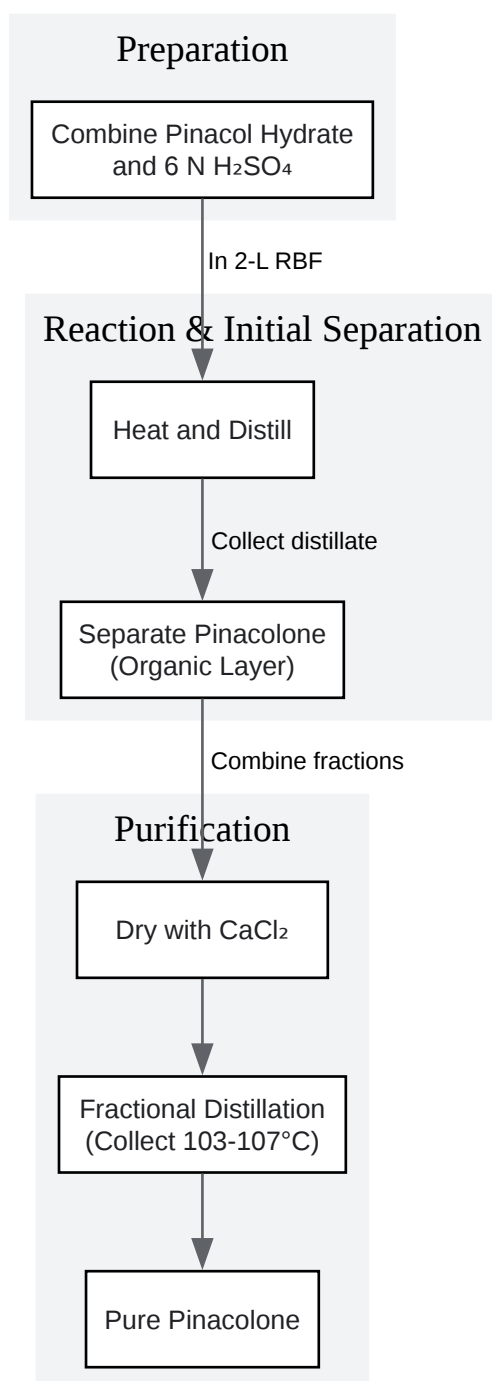 Preparation
Combine Pinacol Hydrate
and 6 N H₂SO₄
In 2-L RBF
Reaction & Initial Separation
Heat and Distill
Collect distillate
Separate Pinacolone
(Organic Layer)
Combine fractions
Purification
Dry with CaCl₂
Fractional Distillation
(Collect 103-107°C)
Pure Pinacolone